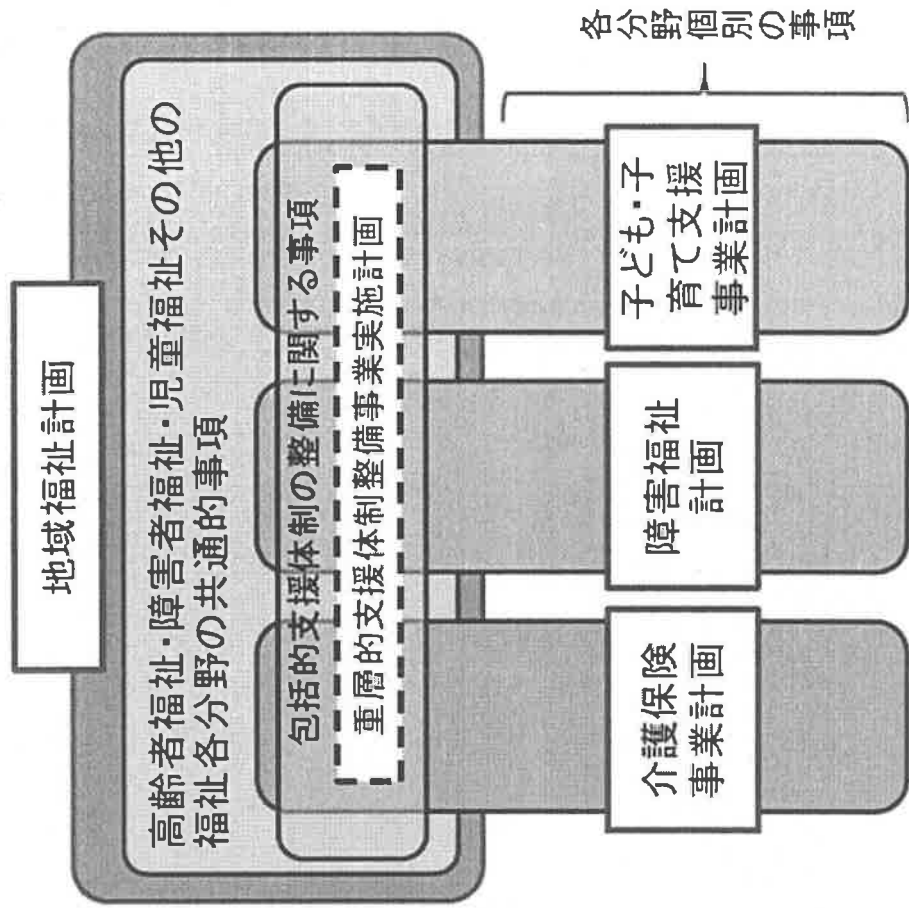 地域福祉計画
高齢者福祉・障害者福祉・児童福祉その他の
福祉各分野の共通的事項
包括的支援体制の整備に関する事項
重層的支援体制整備事業実施計画
介護保険
事業計画
障害福祉
計画
子ども・子
育て支援
事業計画
各分野個別の事項